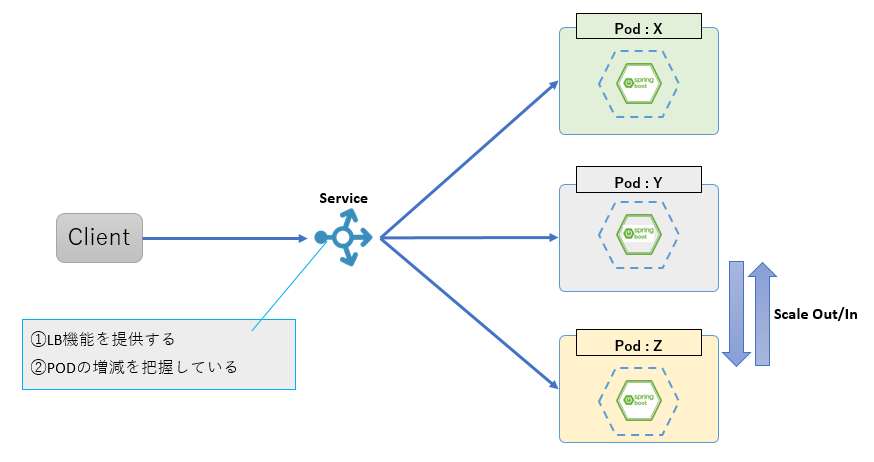 Pod : X
spring
boot
Service
Pod : Y
spring
boot
Client
Scale Out/In
①LB機能を提供する
②PODの増減を把握している
Pod : Z
spring
boot